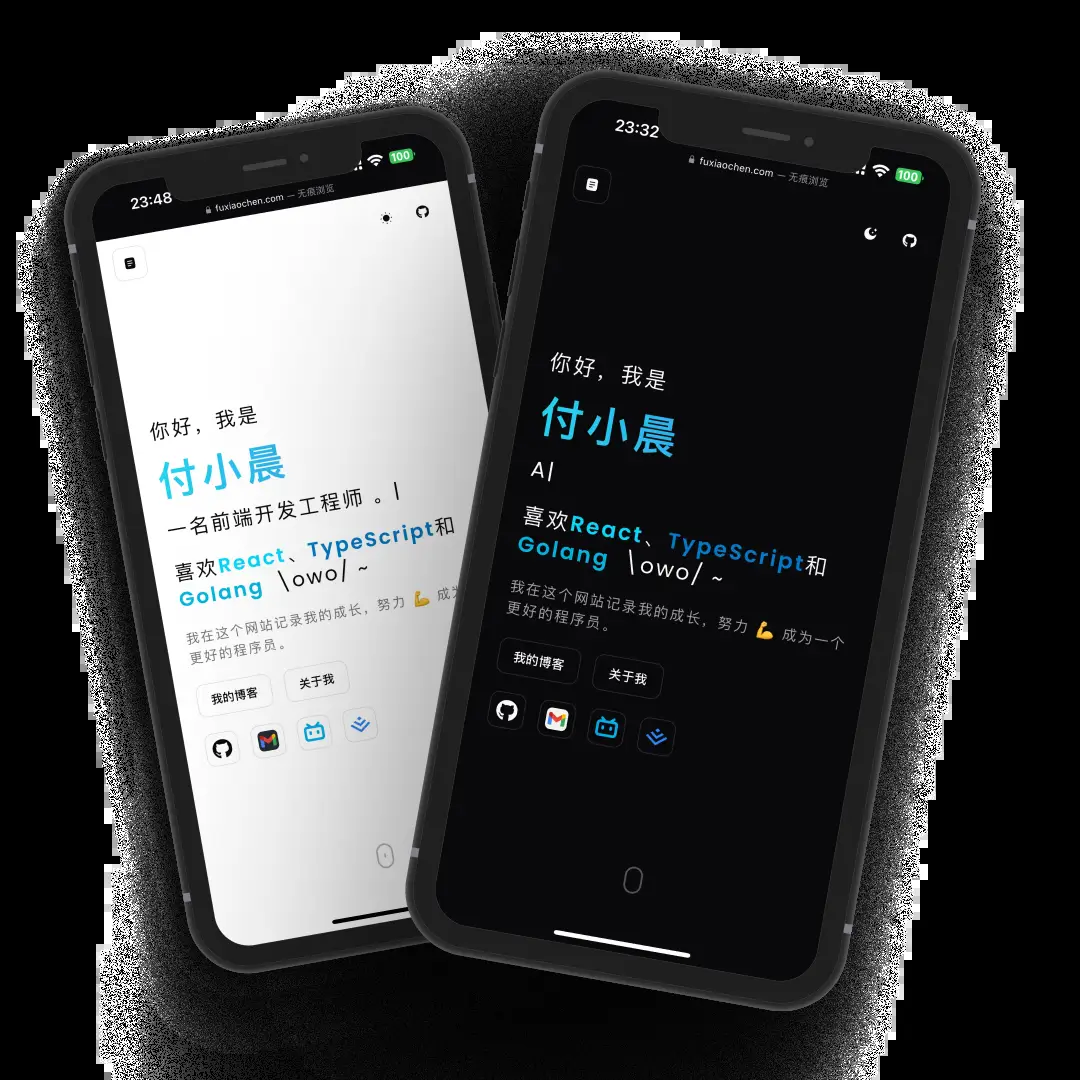 23:48
100
fuxiaochen.com — 无痕浏览
你好，我是
付小晨
一名前端开发工程师 。|
喜欢React、TypeScript和
Golang \owo/ ~
我在这个网站记录我的成长，努力 💪 成为
更好的程序员。
我的博客
关于我
23:32
100
fuxiaochen.com — 无痕浏览
你好，我是
付小晨
A|
喜欢React、TypeScript和
Golang \owo/ ~
我在这个网站记录我的成长，努力 💪 成为一个
更好的程序员。
我的博客
关于我